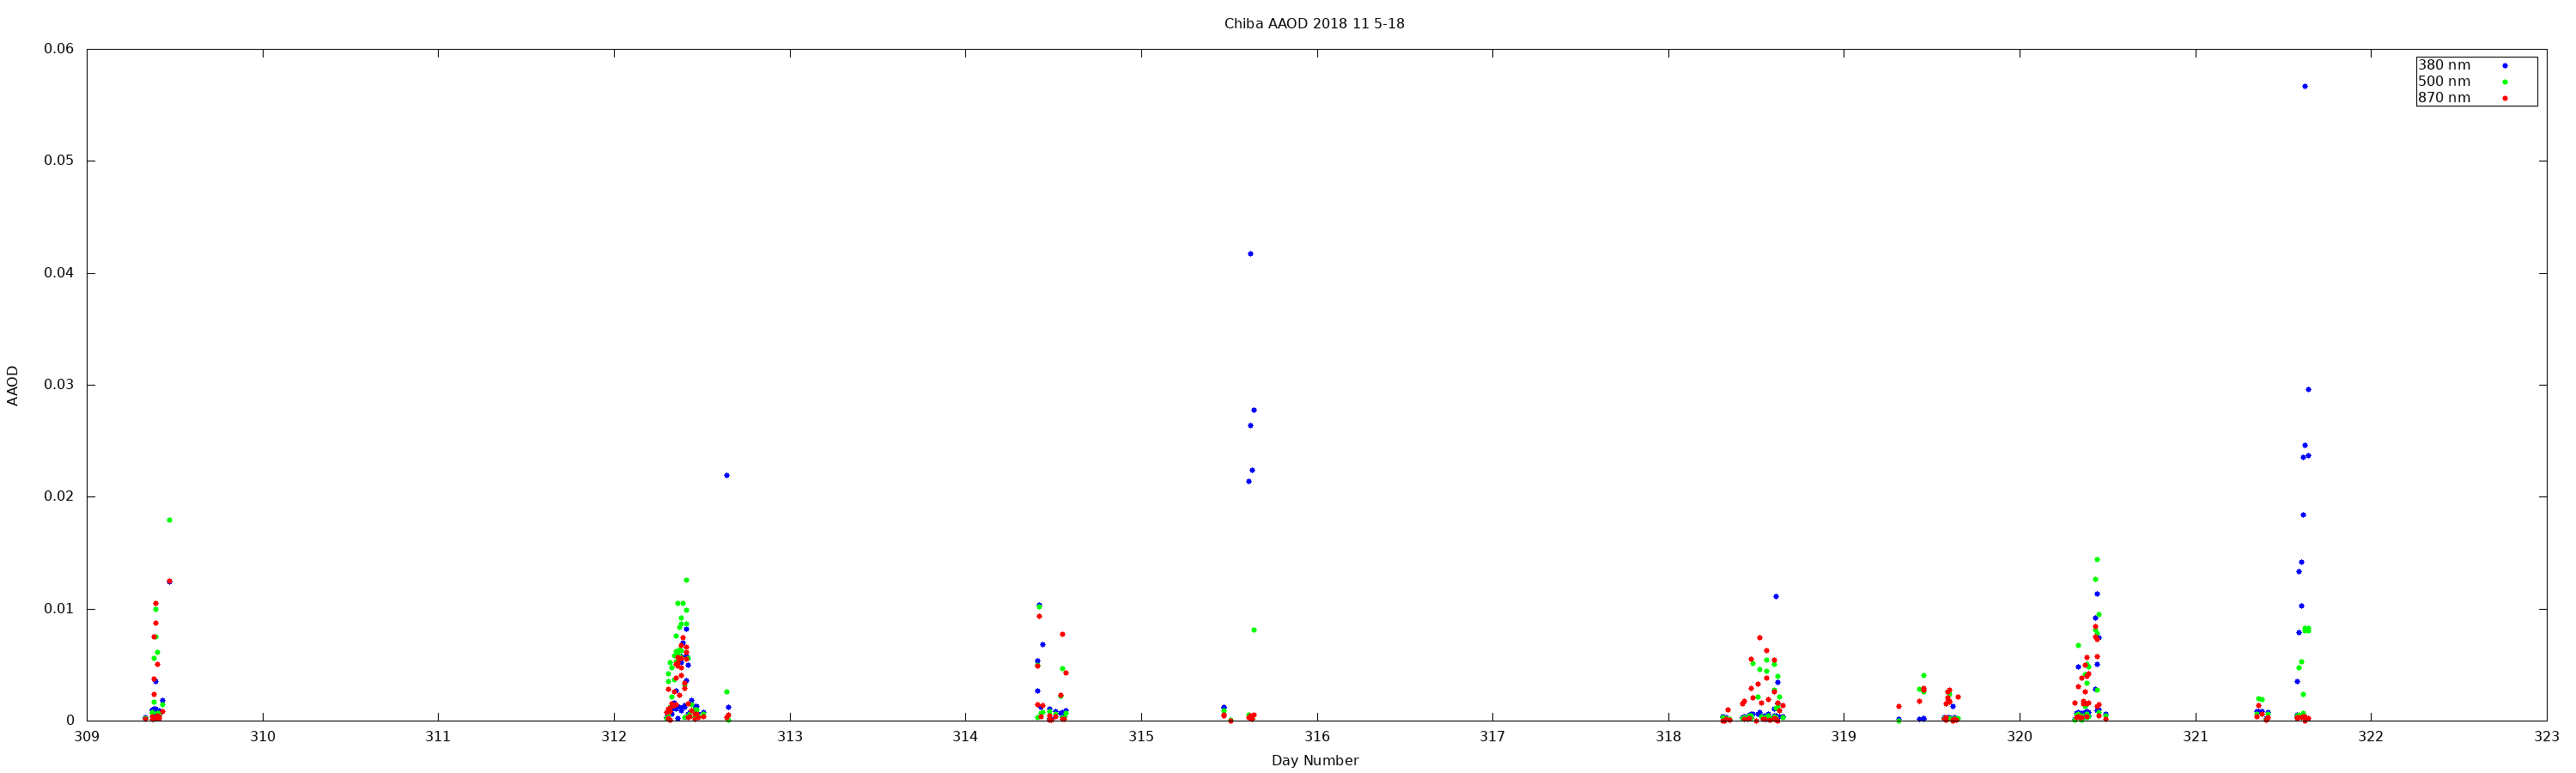 Chiba AAOD 2018 11 5-18
0.06
0.05
0.04
0.03
0.02
0.01
0
AAOD
380 nm
500 nm
870 nm
309 310 311 312 313 314 315 316 317 318 319 320 321 322 323
Day Number